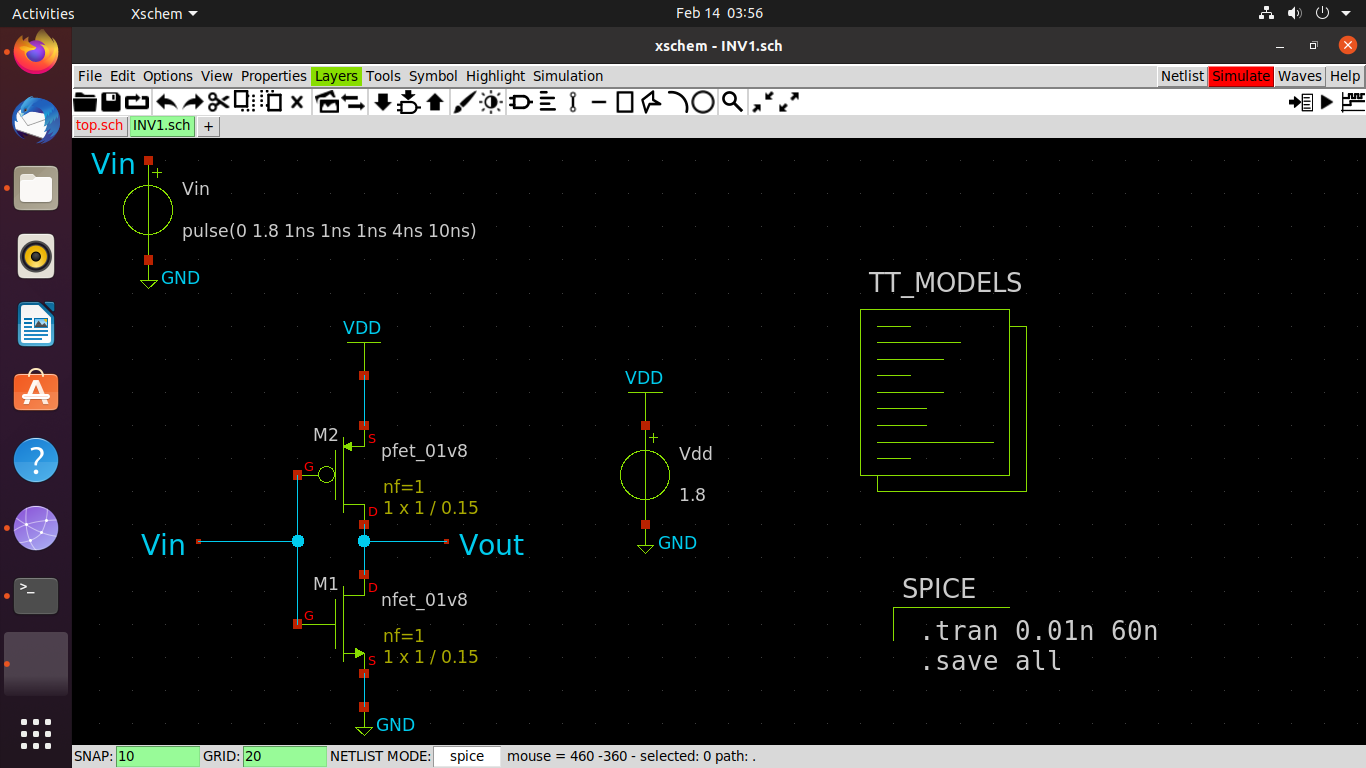 Activities Xschem Feb 14 03:56
xschem - INV1.sch
File Edit Options View Properties Layers Tools Symbol Highlight Simulation Netlist Simulate Waves Help
top.sch INV1.sch +
Vin
+
Vin
pulse(0 1.8 1ns 1ns 1ns 4ns 10ns)
GND
TT_MODELS
VDD
VDD
M2
S
+
pfet_01v8
Vdd
G
nf=1
1.8
1 x 1 / 0.15
D
Vin
Vout
GND
M1
D
nfet_01v8
SPICE
G
nf=1
.tran 0.01n 60n
1 x 1 / 0.15
S
.save all
GND
SNAP: 10 GRID: 20 NETLIST MODE: spice mouse = 460 -360 - selected: 0 path: .